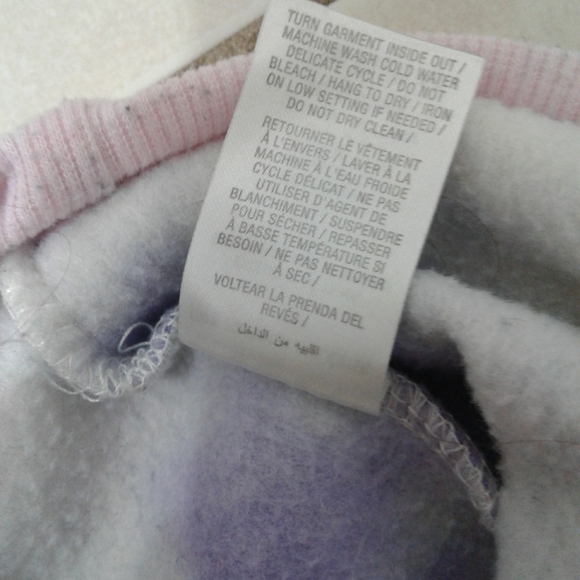 TURN GARMENT INSIDE OUT /
MACHINE WASH COLD WATER
DELICATE CYCLE / DO NOT
BLEACH / HANG TO DRY / IRON
ON LOW SETTING IF NEEDED /
DO NOT DRY CLEAN /
RETOURNER LE VÊTEMENT
À L'ENVERS / LAVER À LA
MACHINE À L'EAU FROIDE
CYCLE DÉLICAT / NE PAS
UTILISER D'AGENT DE
BLANCHIMENT / SUSPENDRE
POUR SÉCHER / REPASSER
À BASSE TEMPÉRATURE SI
BESOIN / NE PAS NETTOYER
À SEC /
VOLTEAR LA PRENDA DEL
REVÉS /
من الداخل